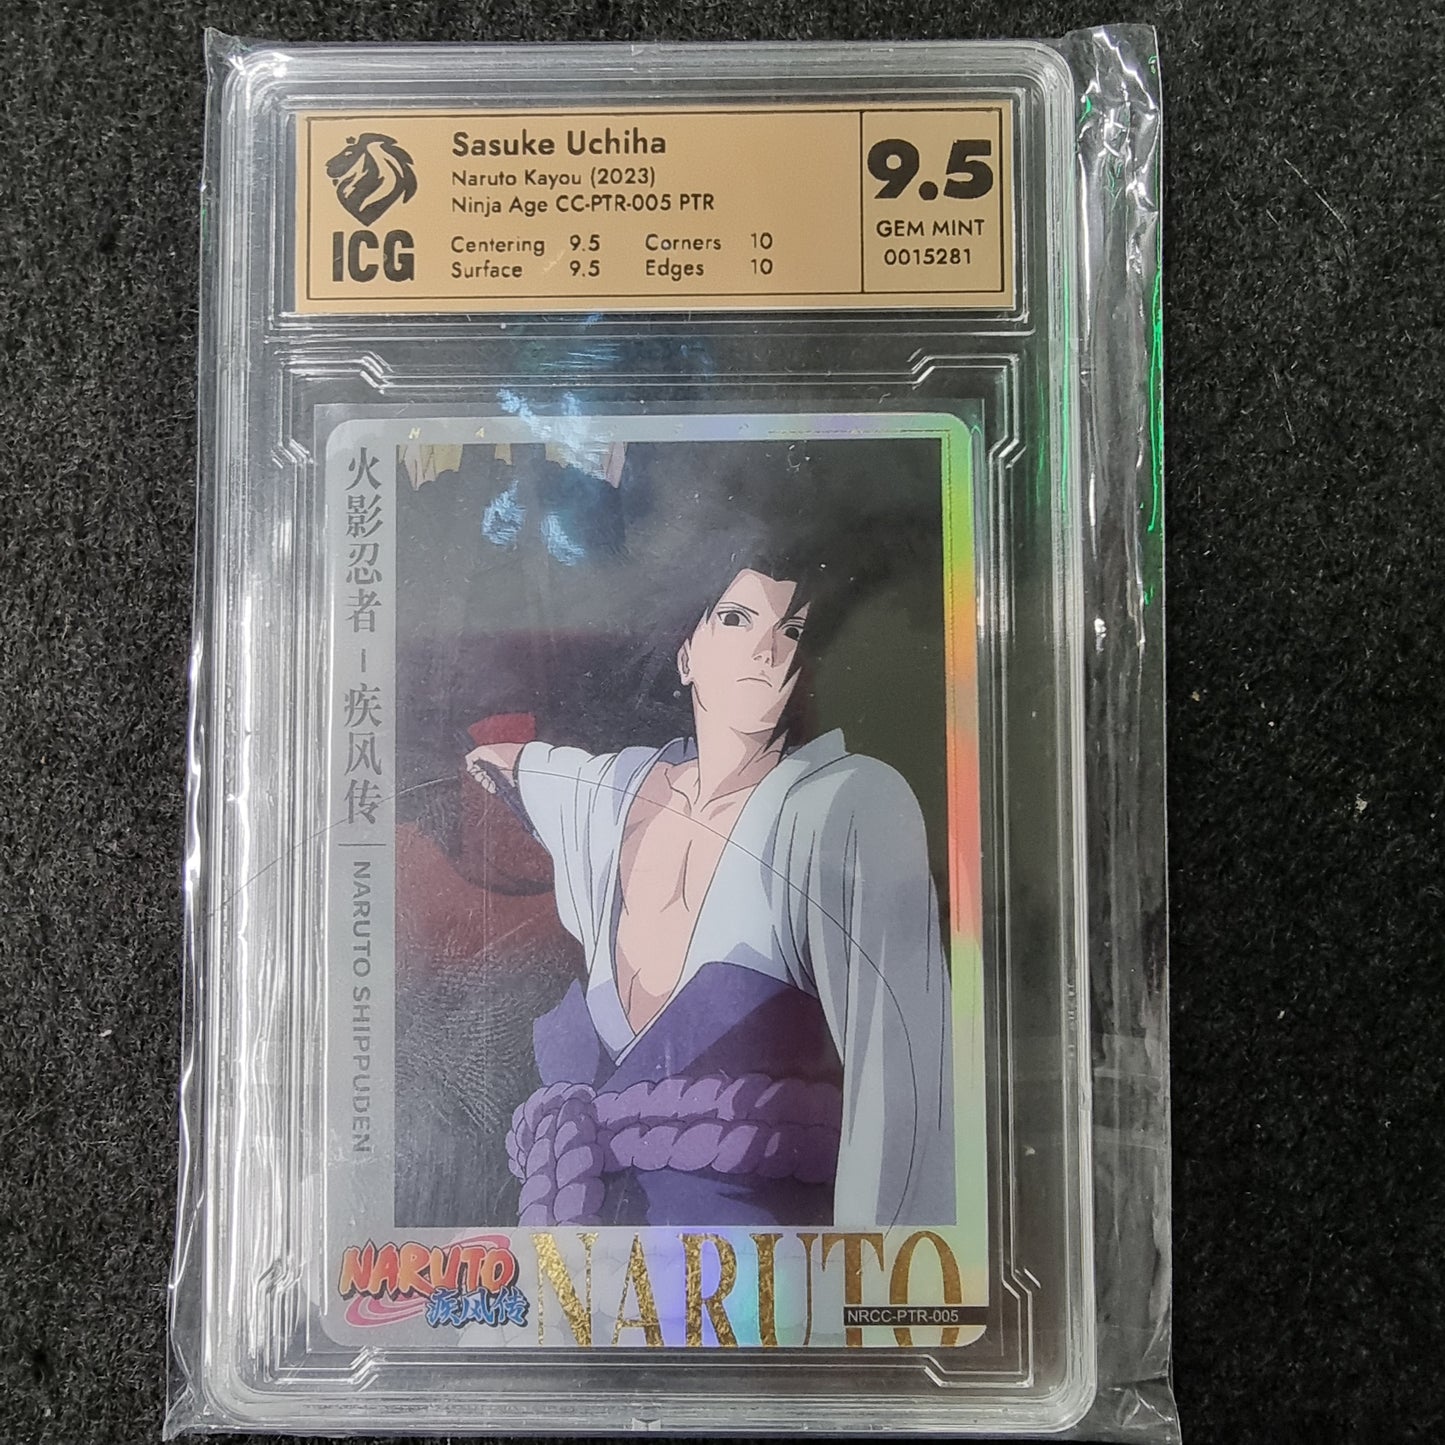 Sasuke Uchiha
Naruto Kayou (2023)
Ninja Age CC-PTR-005 PTR
Centering 9.5 Corners 10
Surface 9.5 Edges 10
ICG
9.5
GEM MINT
0015281
火影忍者 - 疾风传 | NARUTO SHIPPUDEN
NARUTO
疾风传
NARUTO
NRCC-PTR-005